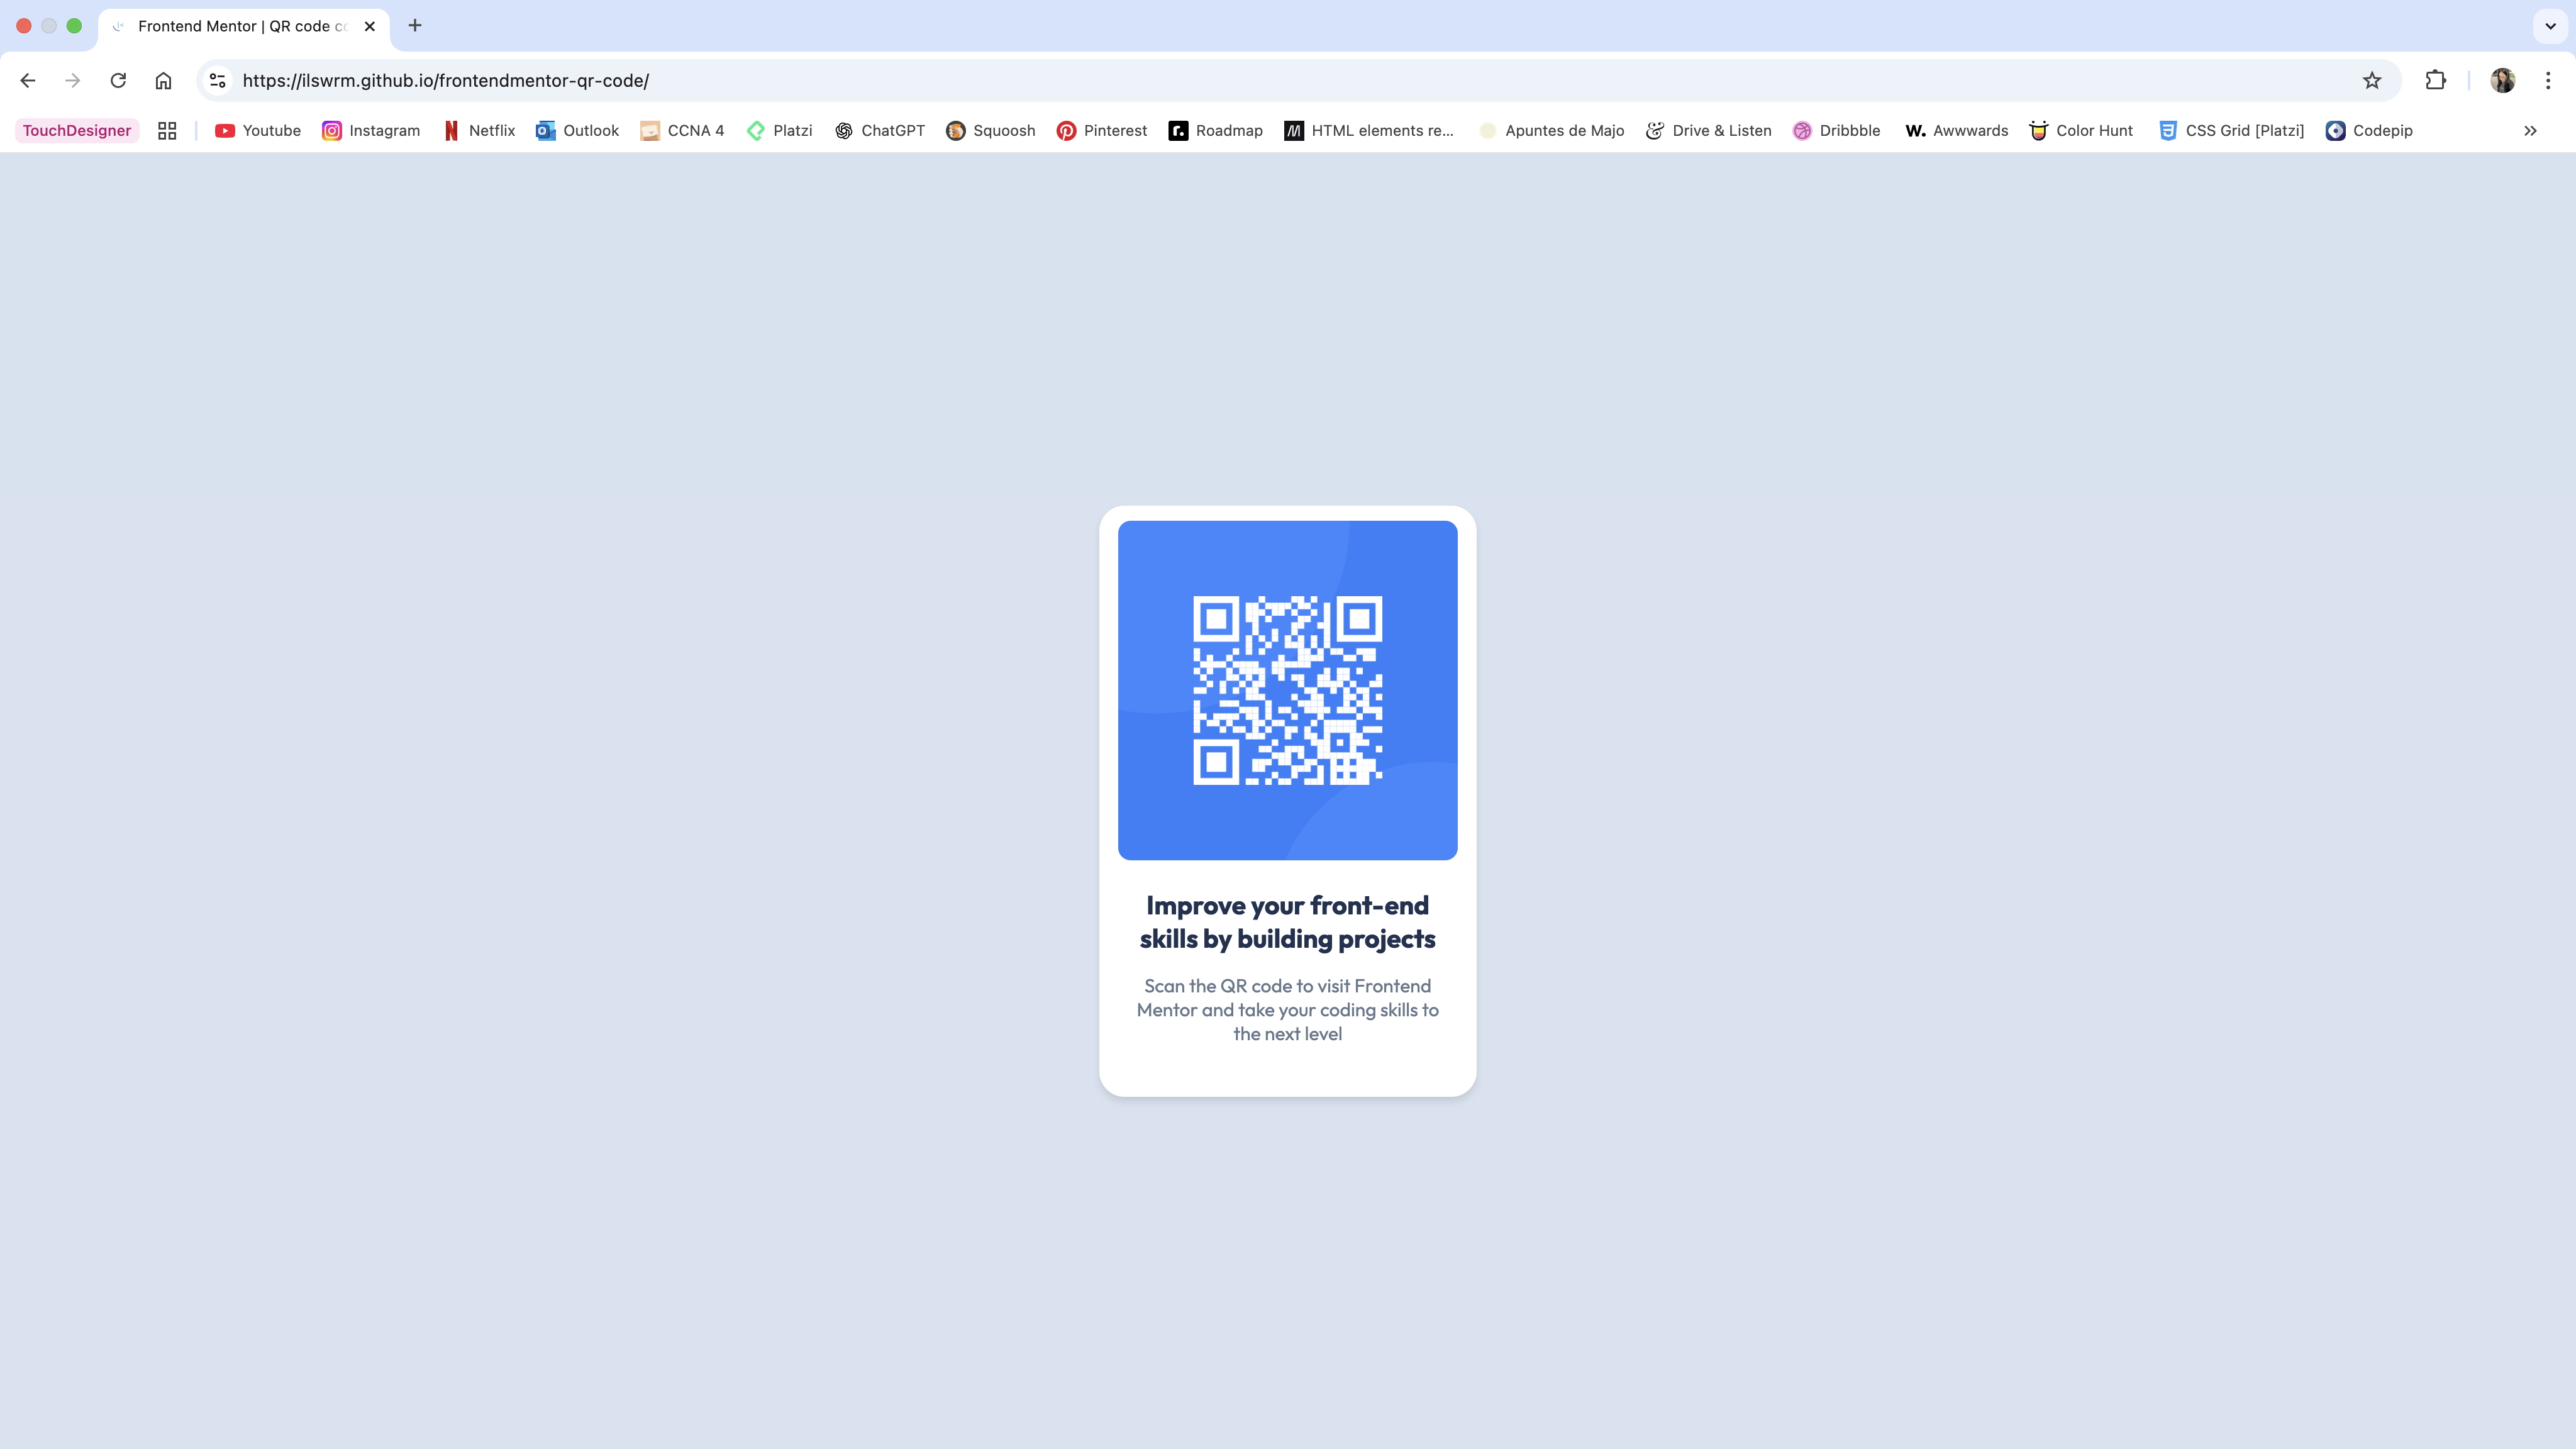 Frontend Mentor | QR code co
https://ilswrm.github.io/frontendmentor-qr-code/
TouchDesigner Youtube Instagram Netflix Outlook CCNA 4 Platzi ChatGPT Squoosh Pinterest Roadmap HTML elements re... Apuntes de Majo Drive & Listen Dribbble W. Awwwards Color Hunt CSS Grid [Platzi] Codepip
Improve your front-end
skills by building projects
Scan the QR code to visit Frontend
Mentor and take your coding skills to
the next level